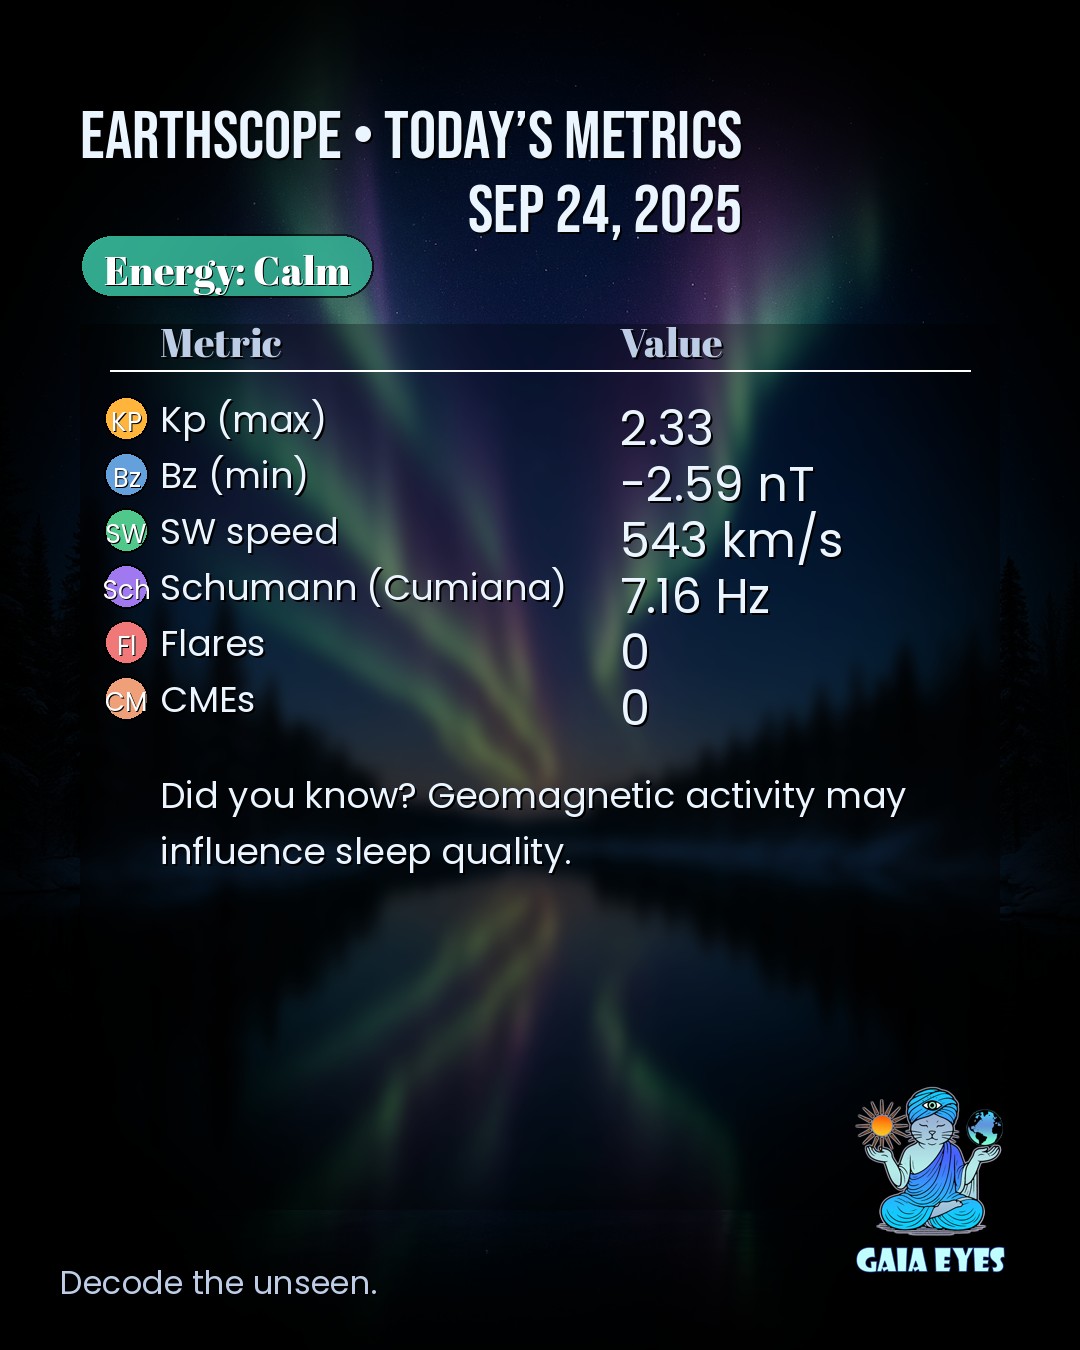 EARTHSCOPE • TODAY’S METRICS
SEP 24, 2025
Energy: Calm
Metric Value
KP Kp (max) 2.33
Bz Bz (min) -2.59 nT
SW SW speed 543 km/s
Sch Schumann (Cumiana) 7.16 Hz
Fl Flares 0
CM CMEs 0
Did you know? Geomagnetic activity may
influence sleep quality.
GAIA EYES
Decode the unseen.